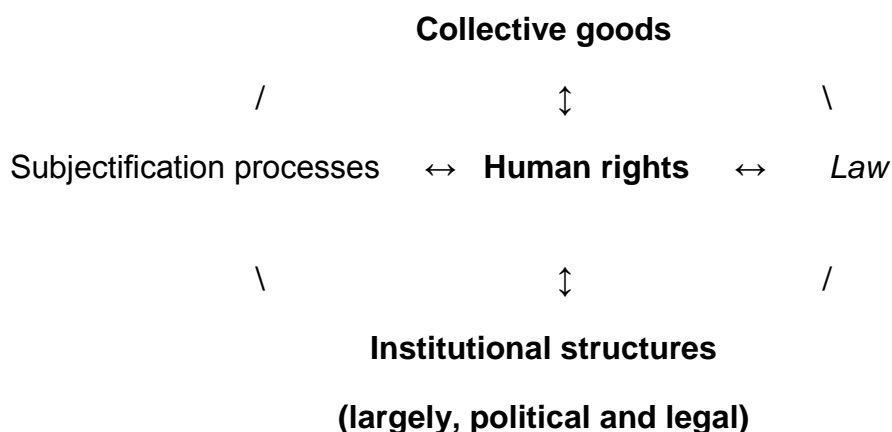 Collective goods
/ ↕ \
Subjectification processes ↔ Human rights ↔ Law
\ ↕ /
Institutional structures
(largely, political and legal)